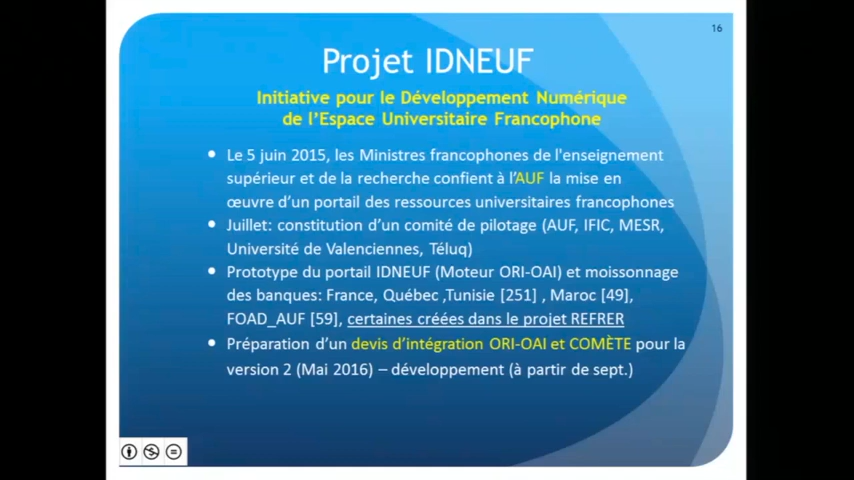 16
Projet IDNEUF
Initiative pour le Développement Numérique
de l'Espace Universitaire Francophone
• Le 5 juin 2015, les Ministres francophones de l'enseignement
supérieur et de la recherche confient à l'AUF la mise en
œuvre d'un portail des ressources universitaires francophones
• Juillet: constitution d'un comité de pilotage (AUF, IFIC, MESR,
Université de Valenciennes, Téluq)
• Prototype du portail IDNEUF (Moteur ORI-OAI) et moissonnage
des banques: France, Québec ,Tunisie [251] , Maroc [49],
FOAD_AUF [59], certaines créées dans le projet REFRER
• Préparation d'un devis d'intégration ORI-OAI et COMÈTE pour la
version 2 (Mai 2016) – développement (à partir de sept.)